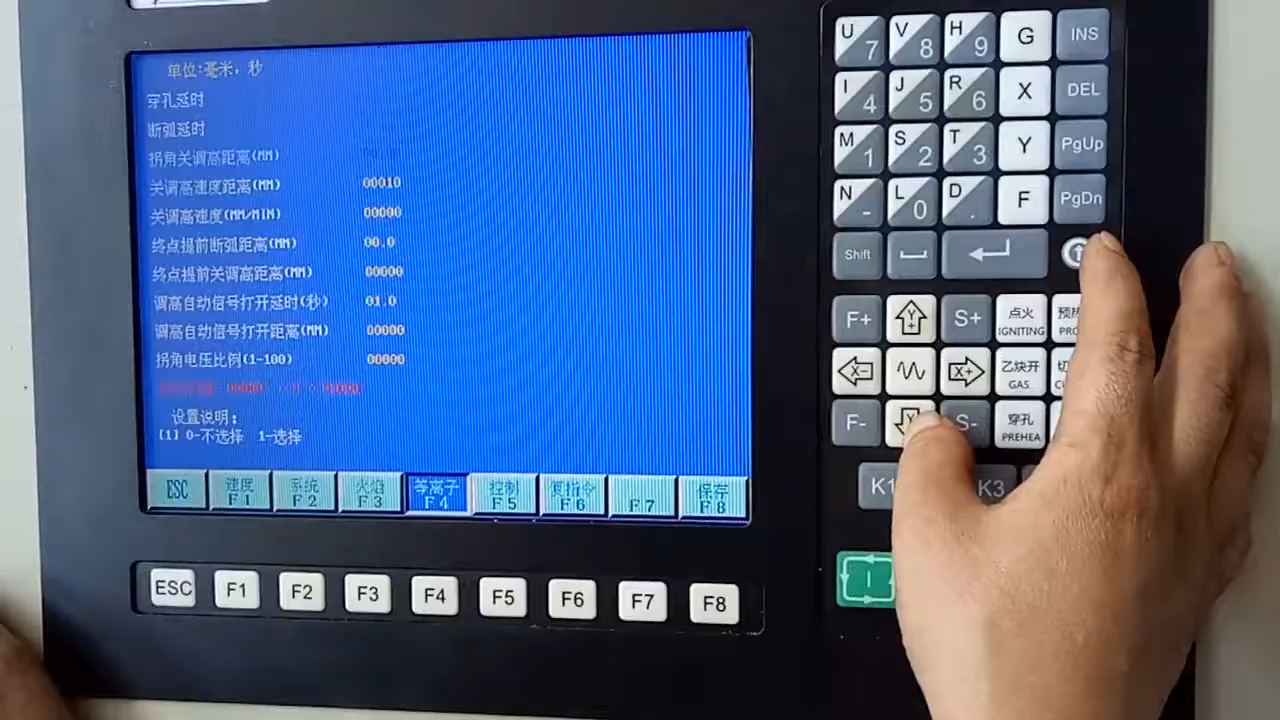 单位:毫米, 秒
穿孔延时
断弧延时
拐角关调高距离(MM)
关调高速度距离(MM) 00010
关调高速度(MM/MIN) 00000
终点提前断弧距离(MM) 00.0
终点提前关调高距离(MM) 00000
调高自动信号打开延时(秒) 01.0
调高自动信号打开距离(MM) 00000
拐角电压比例(1-100) 00000
设置说明:
[1] 0-不选择 1-选择
ESC 速度 F1 系统 F2 火焰 F3 等离子 F4 控制 F5 复指令 F6 F7 保存 F8
ESC F1 F2 F3 F4 F5 F6 F7 F8
U 7 V 8 H 9 G INS
I 4 J 5 R 6 X DEL
M 1 S 2 T 3 Y PgUp
N - L 0 D . F PgDn
Shift
F+ Y+ S+ 点火 IGNITING
X- X+ 乙炔开 GAS
F- S- 穿孔 PREHEA
K3